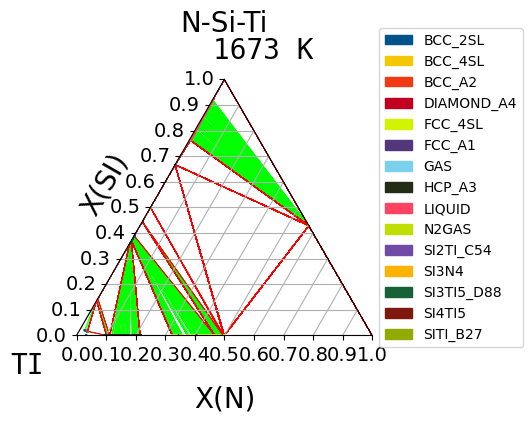 N-Si-Ti
1673 K
1.0
0.9
0.8
0.7
0.6
0.5
0.4
0.3
0.2
0.1
0.0
X(SI)
TI
0.00.10.20.30.40.50.60.70.80.91.0
X(N)
BCC_2SL
BCC_4SL
BCC_A2
DIAMOND_A4
FCC_4SL
FCC_A1
GAS
HCP_A3
LIQUID
N2GAS
SI2TI_C54
SI3N4
SI3TI5_D88
SI4TI5
SITI_B27